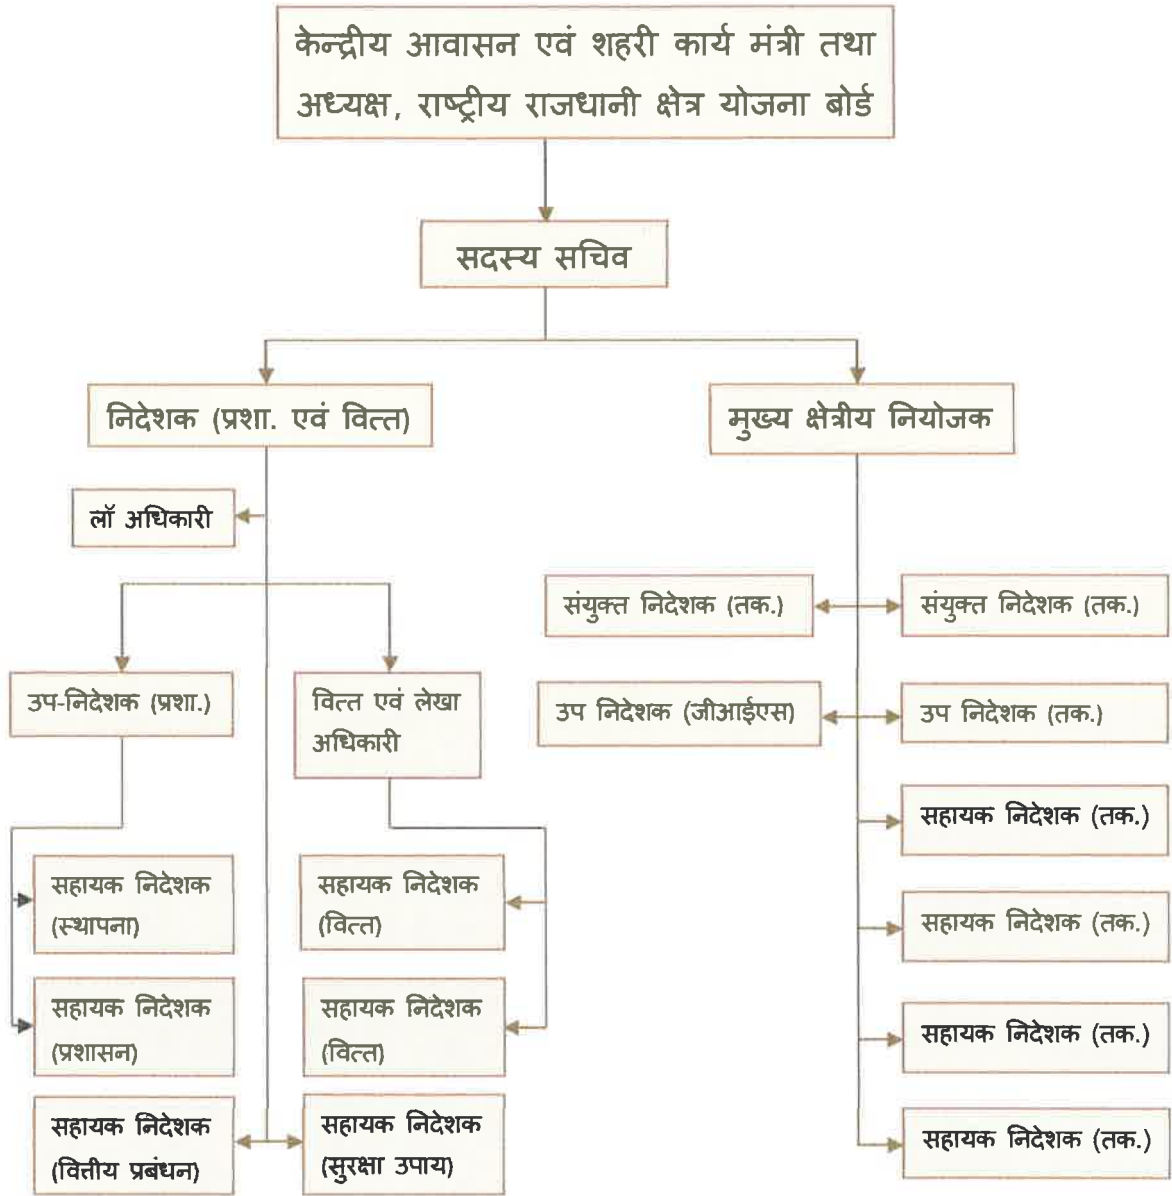 केन्द्रीय आवासन एवं शहरी कार्य मंत्री तथा
अध्यक्ष, राष्ट्रीय राजधानी क्षेत्र योजना बोर्ड
सदस्य सचिव
निदेशक (प्रशा. एवं वित्त)
मुख्य क्षेत्रीय नियोजक
लॉ अधिकारी
संयुक्त निदेशक (तक.)
संयुक्त निदेशक (तक.)
उप-निदेशक (प्रशा.)
वित्त एवं लेखा
अधिकारी
उप निदेशक (जीआईएस)
उप निदेशक (तक.)
सहायक निदेशक (तक.)
सहायक निदेशक
(स्थापना)
सहायक निदेशक
(वित्त)
सहायक निदेशक (तक.)
सहायक निदेशक
(प्रशासन)
सहायक निदेशक
(वित्त)
सहायक निदेशक (तक.)
सहायक निदेशक
(वित्तीय प्रबंधन)
सहायक निदेशक
(सुरक्षा उपाय)
सहायक निदेशक (तक.)